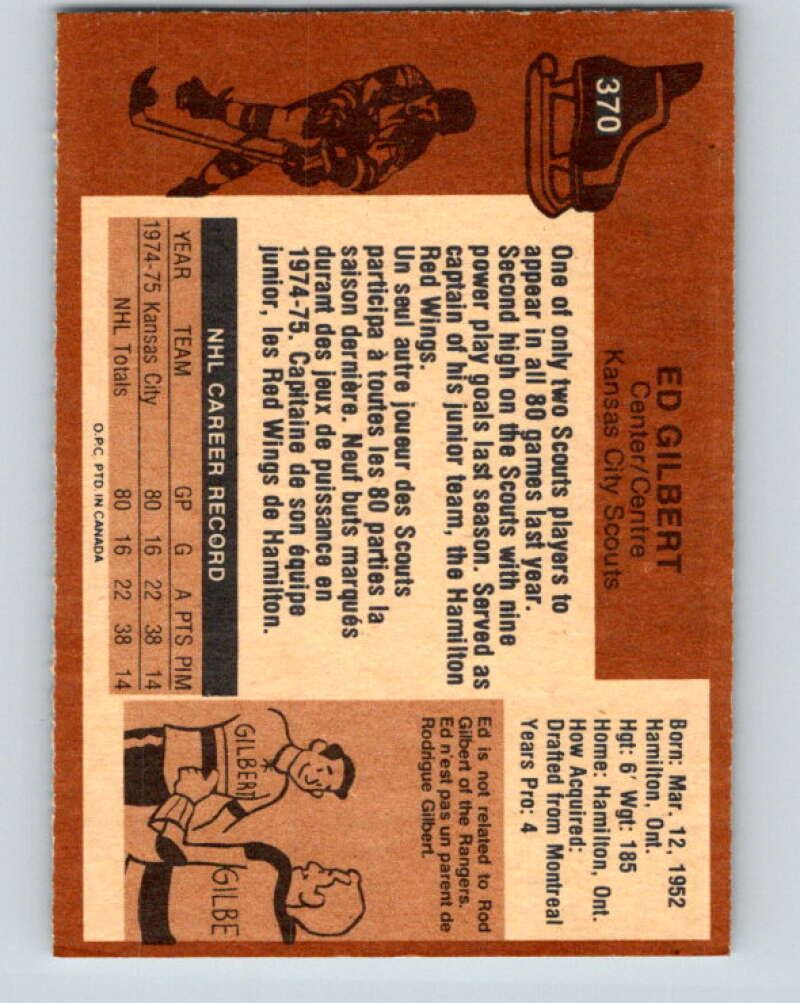 370
ED GILBERT
Center/Centre
Kansas City Scouts
Born: Mar. 12, 1952
Hamilton, Ont.
Hgt: 6' Wgt: 185
Home: Hamilton, Ont.
How Acquired:
Drafted from Montreal
Years Pro: 4
One of only two Scouts players to
appear in all 80 games last year.
Second high on the Scouts with nine
power play goals last season. Served as
captain of his junior team, the Hamilton
Red Wings.
Un seul autre joueur des Scouts
participa à toutes les 80 parties la
saison dernière. Neuf buts marqués
durant des jeux de puissance en
1974-75. Capitaine de son équipe
junior, les Red Wings de Hamilton.
NHL CAREER RECORD
YEAR TEAM GP G A PTS PIM
1974-75 Kansas City 80 16 22 38 14
NHL Totals 80 16 22 38 14
O.P.C. PTD. IN CANADA
Ed is not related to Rod
Gilbert of the Rangers.
Ed n'est pas un parent de
Rodrigue Gilbert.
GILBERT
GILBE